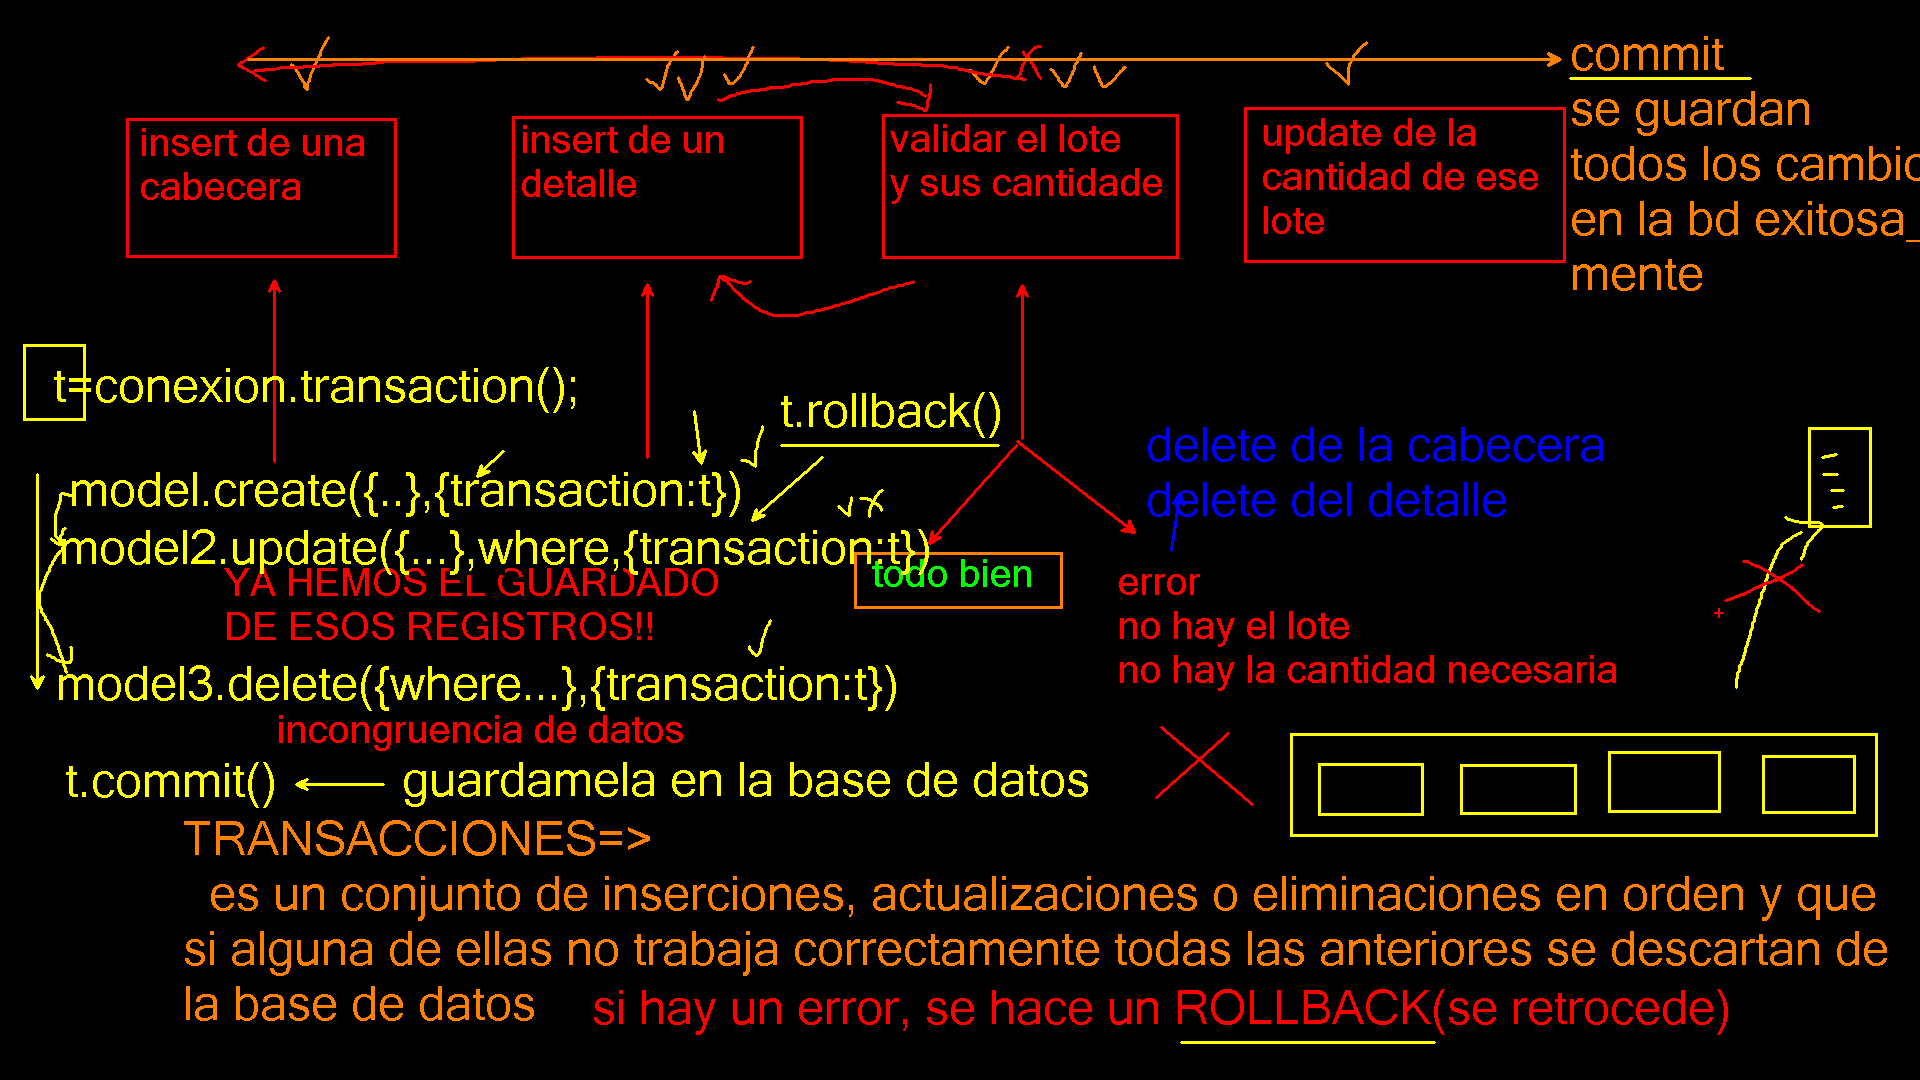 commit
se guardan
todos los cambio
en la bd exitosa_
mente
insert de una
cabecera
insert de un
detalle
validar el lote
y sus cantidade
update de la
cantidad de ese
lote
t=conexion.transaction();
t.rollback()
model.create({..},{transaction:t})
model2.update({...},where,{transaction:t})
YA HEMOS EL GUARDADO
DE ESOS REGISTROS!!
model3.delete({where...},{transaction:t})
incongruencia de datos
t.commit()
guardamela en la base de datos
delete de la cabecera
delete del detalle
todo bien
error
no hay el lote
no hay la cantidad necesaria
TRANSACCIONES=>
es un conjunto de inserciones, actualizaciones o eliminaciones en orden y que
si alguna de ellas no trabaja correctamente todas las anteriores se descartan de
la base de datos
si hay un error, se hace un ROLLBACK(se retrocede)